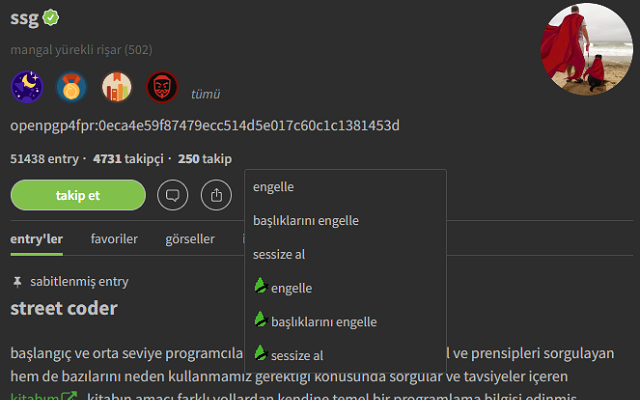 ssg
mangal yürekli rişar (502)
tümü
openpgp4fpr:0eca4e59f87479ecc514d5e017c60c1c1381453d
51438 entry · 4731 takipçi · 250 takip
takip et
engelle
başlıklarını engelle
sessize al
engelle
başlıklarını engelle
sessize al
entry'ler favoriler görseller
sabitlenmiş entry
street coder
başlangıç ve orta seviye programcıla l ve prensipleri sorgulayan
hem de bazılarını neden kullanmamız gerektiği konusunda sorgular ve tavsiyeler içeren
kitabım , kitabın amacı farklı yollardan kendine temel bir programlama bilgisi edinmiş